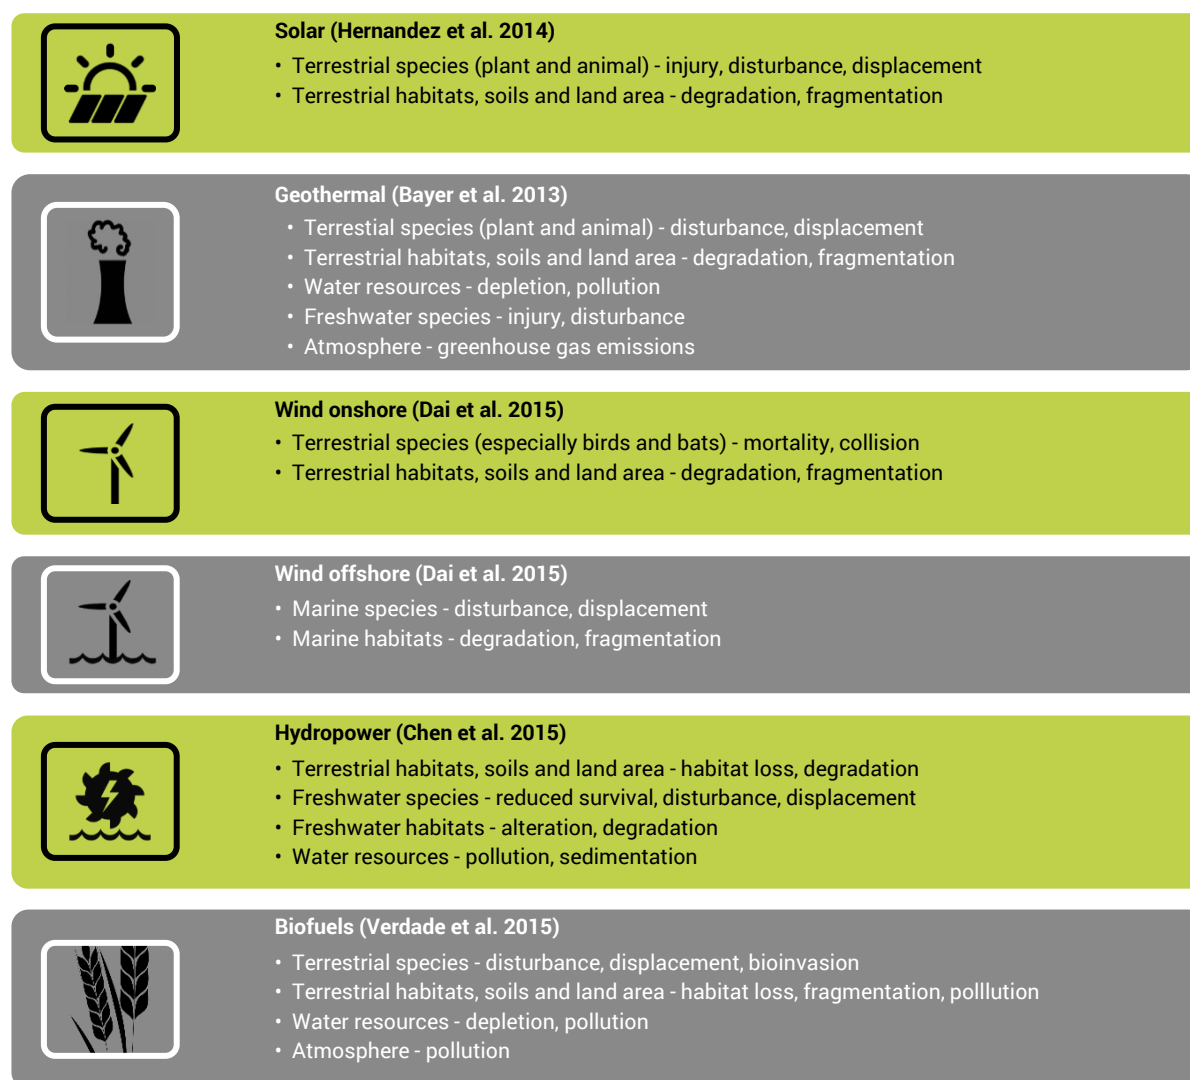 Solar (Hernandez et al. 2014)
• Terrestrial species (plant and animal) - injury, disturbance, displacement
• Terrestrial habitats, soils and land area - degradation, fragmentation
Geothermal (Bayer et al. 2013)
• Terrestial species (plant and animal) - disturbance, displacement
• Terrestrial habitats, soils and land area - degradation, fragmentation
• Water resources - depletion, pollution
• Freshwater species - injury, disturbance
• Atmosphere - greenhouse gas emissions
Wind onshore (Dai et al. 2015)
• Terrestrial species (especially birds and bats) - mortality, collision
• Terrestrial habitats, soils and land area - degradation, fragmentation
Wind offshore (Dai et al. 2015)
• Marine species - disturbance, displacement
• Marine habitats - degradation, fragmentation
Hydropower (Chen et al. 2015)
• Terrestrial habitats, soils and land area - habitat loss, degradation
• Freshwater species - reduced survival, disturbance, displacement
• Freshwater habitats - alteration, degradation
• Water resources - pollution, sedimentation
Biofuels (Verdade et al. 2015)
• Terrestrial species - disturbance, displacement, bioinvasion
• Terrestrial habitats, soils and land area - habitat loss, fragmentation, polllution
• Water resources - depletion, pollution
• Atmosphere - pollution